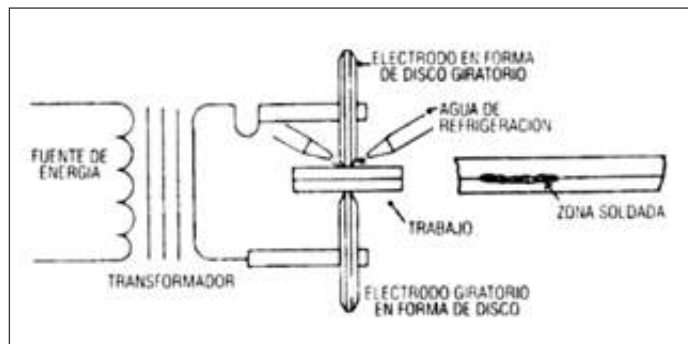 ELECTRODO EN FORMA
DE DISCO GIRATORIO
AGUA DE
REFRIGERACION
FUENTE DE
ENERGIA
ZONA SOLDADA
TRABAJO
TRANSFORMADOR
ELECTRODO GIRATORIO
EN FORMA DE DISCO